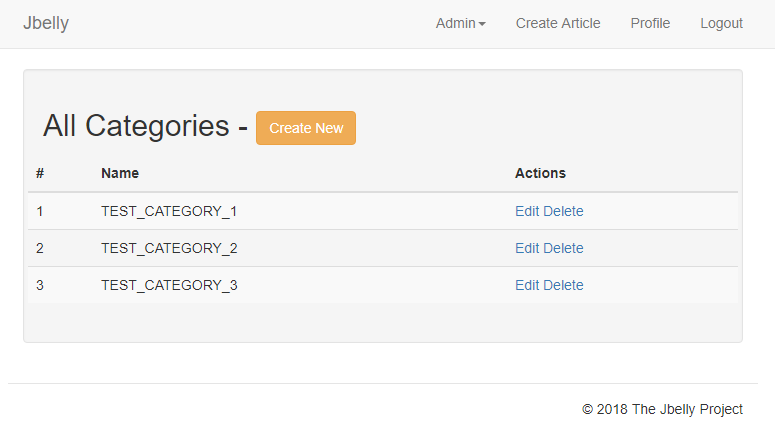 Jbelly Admin Create Article Profile Logout
All Categories - Create New
# Name Actions
1 TEST_CATEGORY_1 Edit Delete
2 TEST_CATEGORY_2 Edit Delete
3 TEST_CATEGORY_3 Edit Delete
© 2018 The Jbelly Project